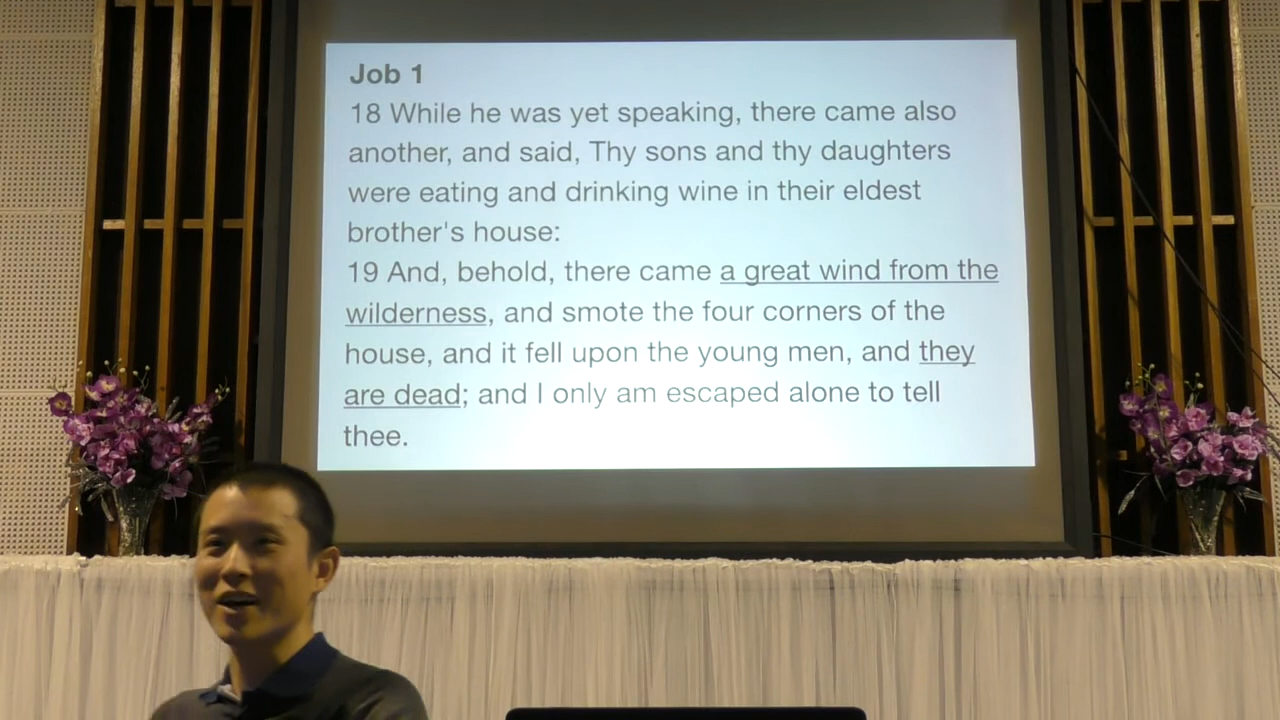 Job 1
18 While he was yet speaking, there came also
another, and said, Thy sons and thy daughters
were eating and drinking wine in their eldest
brother's house:
19 And, behold, there came a great wind from the
wilderness, and smote the four corners of the
house, and it fell upon the young men, and they
are dead; and I only am escaped alone to tell
thee.